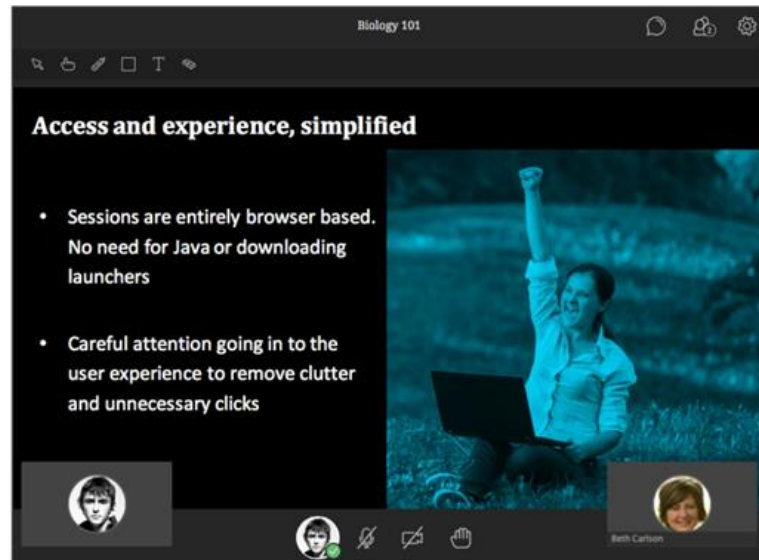 Biology 101
2
T
Access and experience, simplified
• Sessions are entirely browser based.
No need for Java or downloading
launchers
• Careful attention going in to the
user experience to remove clutter
and unnecessary clicks
Beth Carlson